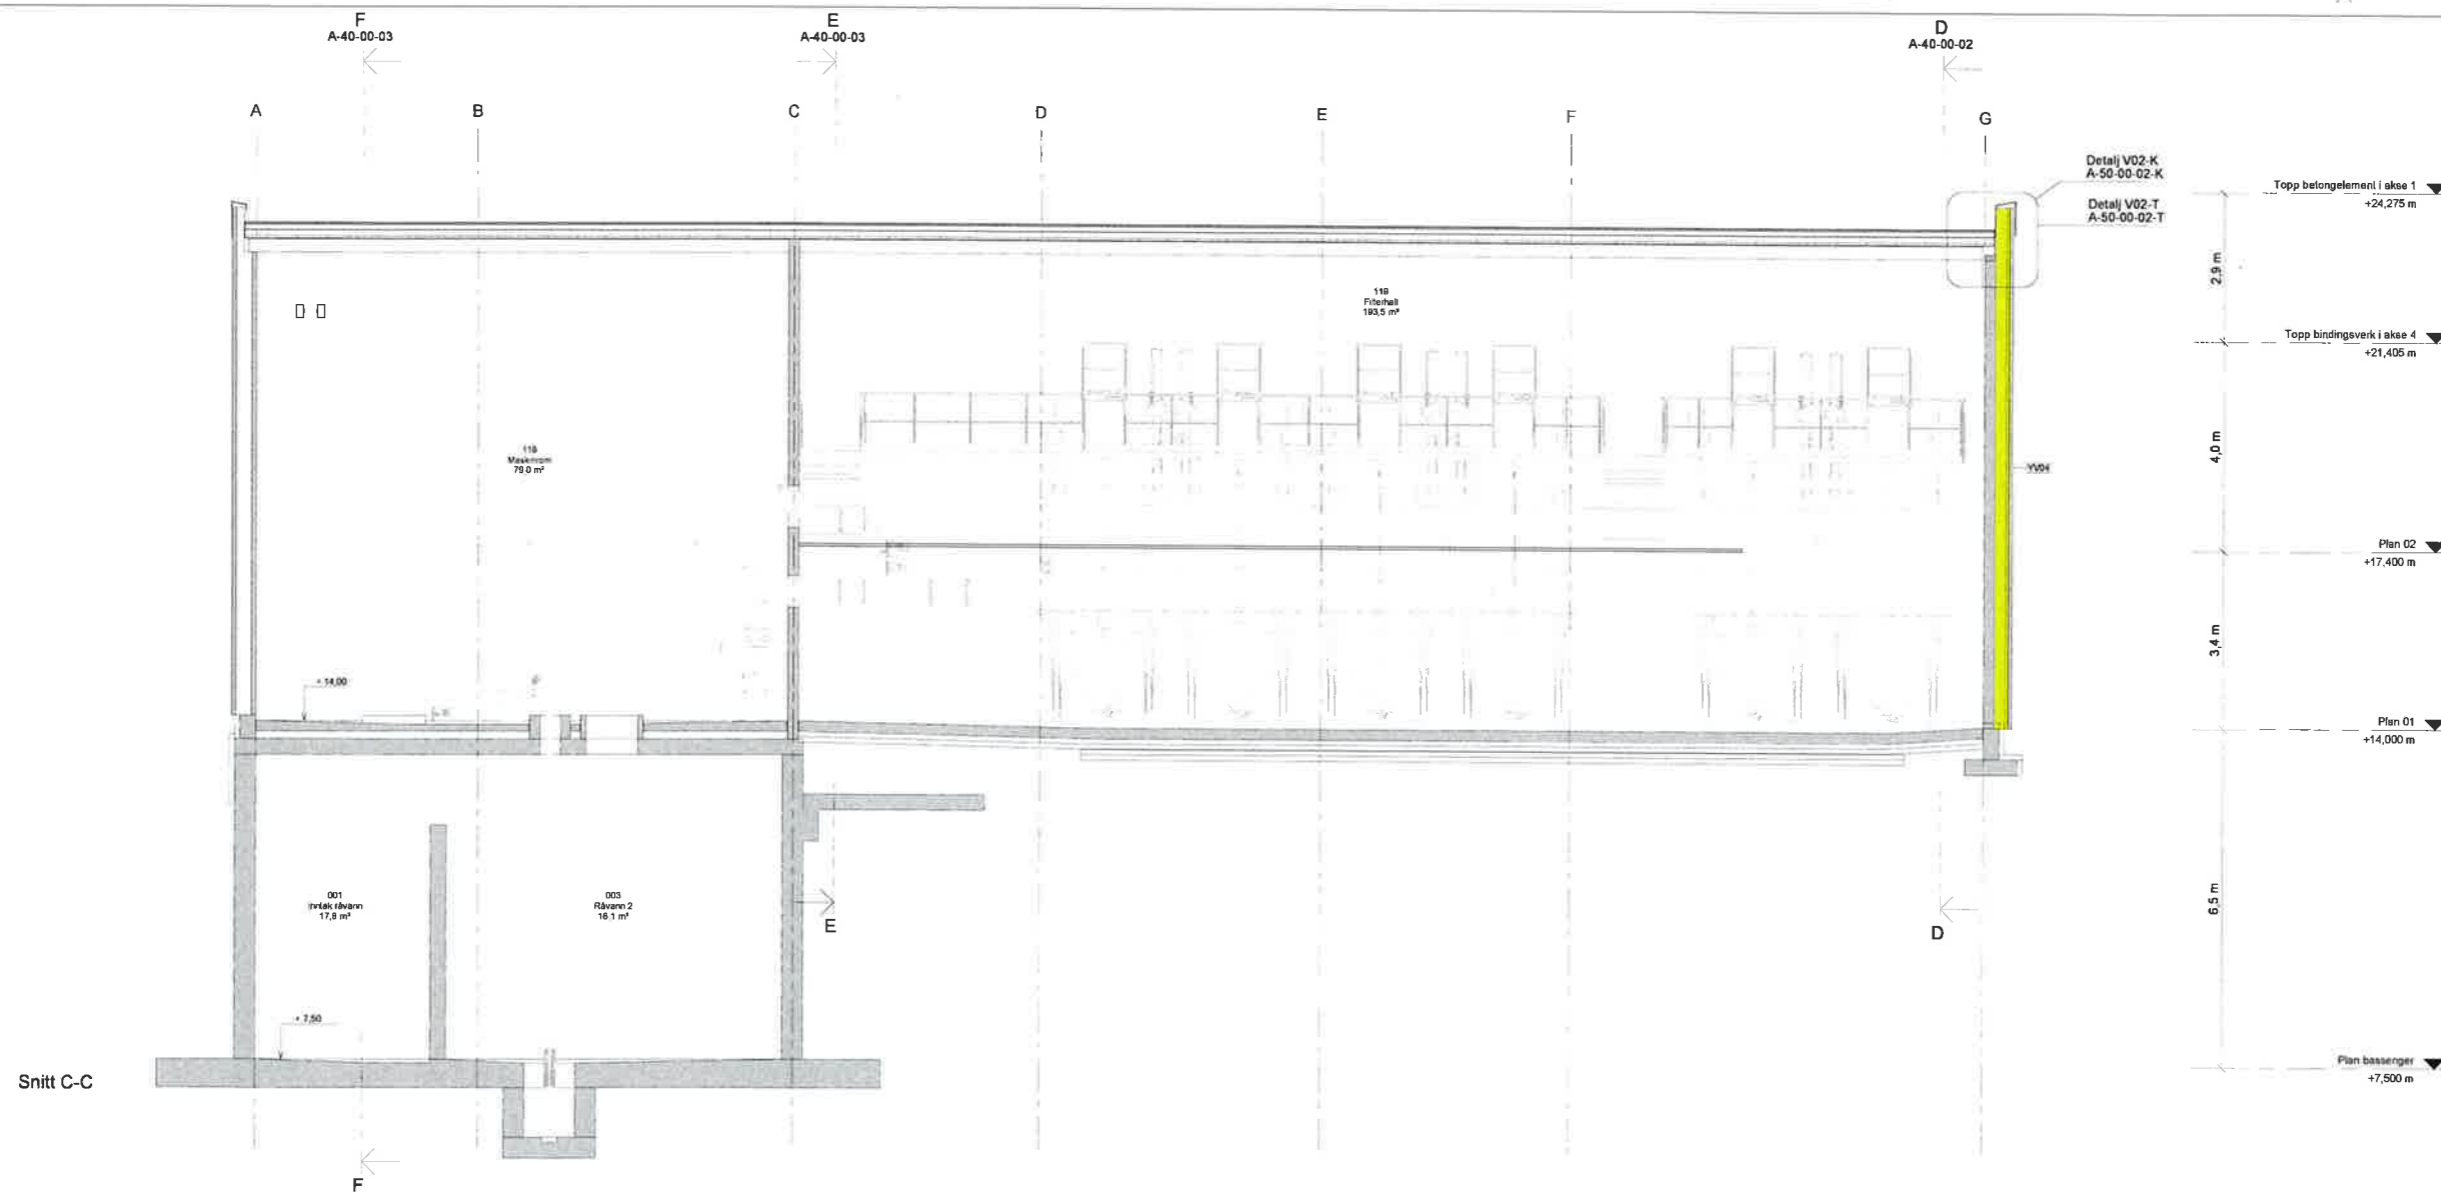 F
A-40-00-03
E
A-40-00-03
D
A-40-00-02
A
B
C
D
E
F
G
Detalj V02-K
A-50-00-02-K
Detalj V02-T
A-50-00-02-T
Topp betongelement i akse 1
+24,275 m
2,9 m
Topp bindingsverk i akse 4
+21,405 m
119
Filterhall
193,5 m²
4,0 m
Maskinrom
79,0 m²
YV04
Plan 02
+17,400 m
3,4 m
+ 14,00
Plan 01
+14,000 m
6,5 m
001
Inntak råvann
17,8 m²
003
Råvann 2
16,1 m²
E
D
+ 7,50
Plan bassenger
+7,500 m
Snitt C-C
F